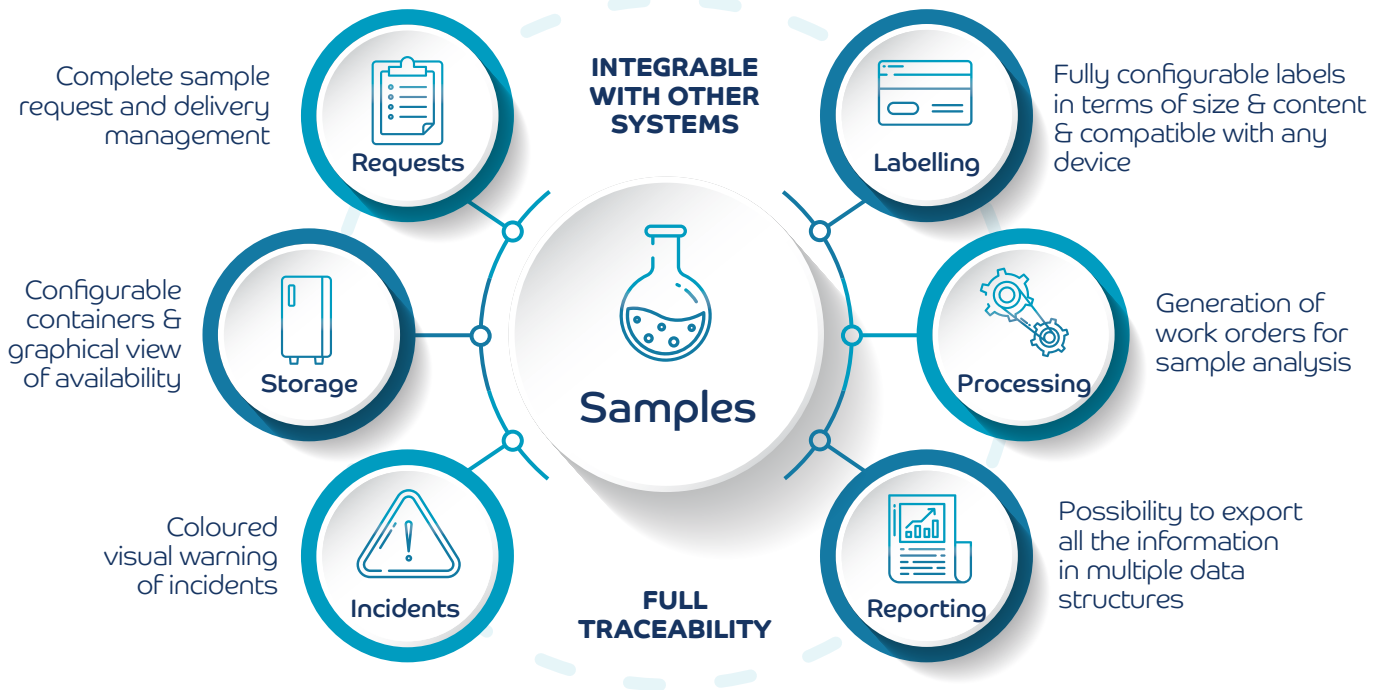 Complete sample
request and delivery
management
Requests
INTEGRABLE
WITH OTHER
SYSTEMS
Labelling
Fully configurable labels
in terms of size & content
& compatible with any
device
Configurable
containers &
graphical view
of availability
Storage
Samples
Processing
Generation of
work orders for
sample analysis
Coloured
visual warning
of incidents
Incidents
FULL
TRACEABILITY
Reporting
Possibility to export
all the information
in multiple data
structures